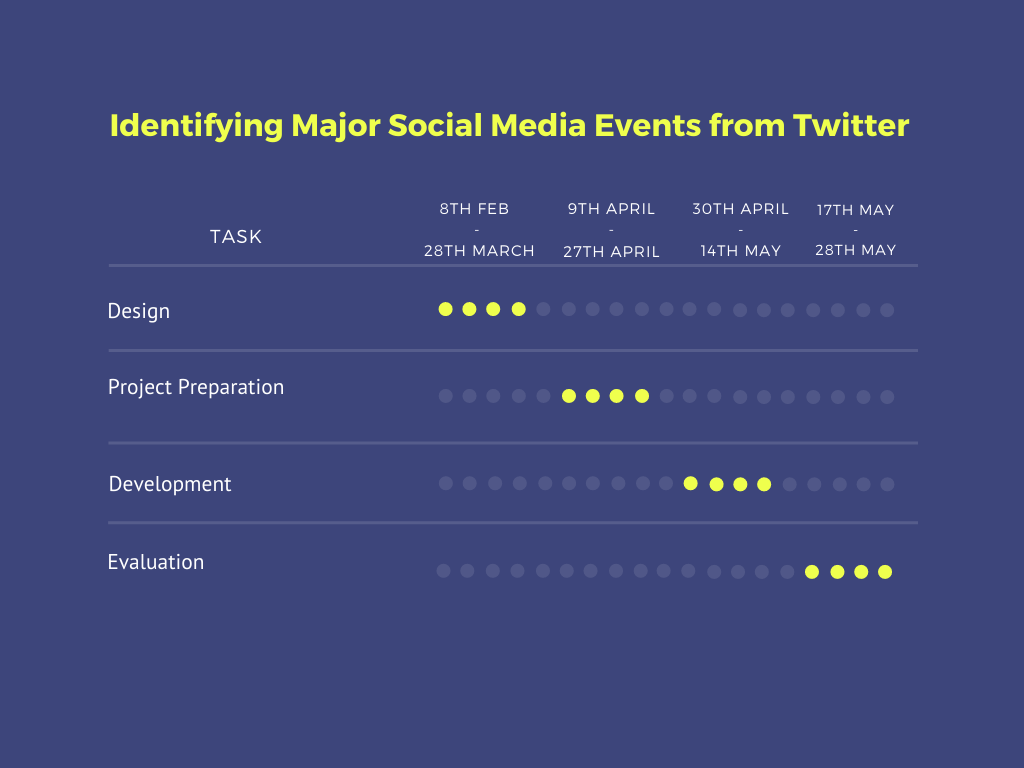 Identifying Major Social Media Events from Twitter
TASK
8TH FEB
-
28TH MARCH
9TH APRIL
-
27TH APRIL
30TH APRIL
-
14TH MAY
17TH MAY
-
28TH MAY
Design
Project Preparation
Development
Evaluation